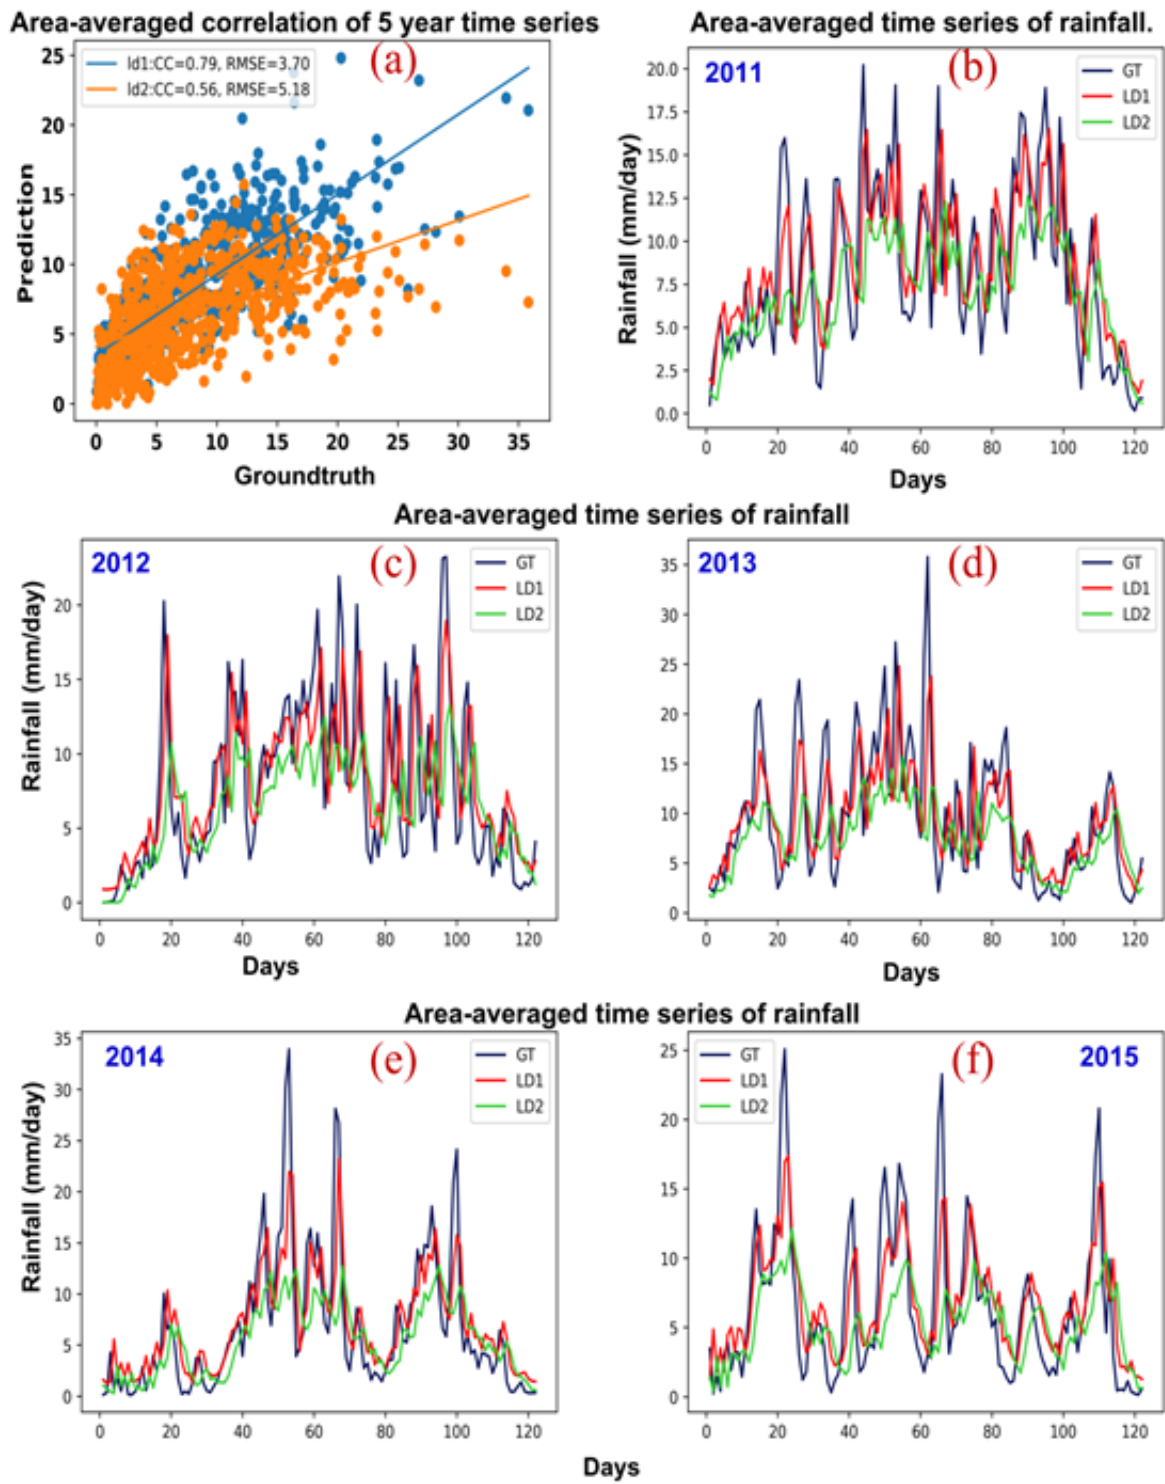 Area-averaged correlation of 5 year time series
25
20
15
10
5
0
Prediction
ld1:CC=0.79, RMSE=3.70
ld2:CC=0.56, RMSE=5.18
(a)
0 5 10 15 20 25 30 35
Groundtruth
Area-averaged time series of rainfall.
2011
(b)
GT
LD1
LD2
20.0
17.5
15.0
12.5
10.0
7.5
5.0
2.5
0.0
Rainfall (mm/day)
0 20 40 60 80 100 120
Days
Area-averaged time series of rainfall
2012
(c)
GT
LD1
LD2
20
15
10
5
0
Rainfall (mm/day)
0 20 40 60 80 100 120
Days
2013
(d)
GT
LD1
LD2
35
30
25
20
15
10
5
0
0 20 40 60 80 100 120
Days
Area-averaged time series of rainfall
2014
(e)
GT
LD1
LD2
35
30
25
20
15
10
5
0
Rainfall (mm/day)
0 20 40 60 80 100 120
GT
LD1
LD2
(f)
2015
25
20
15
10
5
0
0 20 40 60 80 100 120
Days